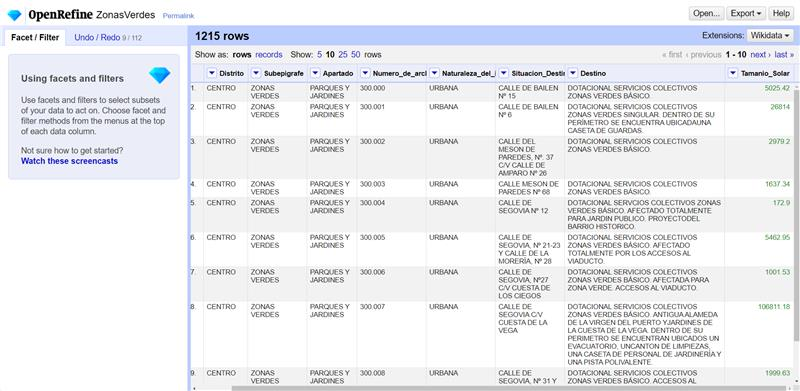 OpenRefine ZonasVerdes Permalink
Open... Export Help
Facet / Filter Undo / Redo 9 / 112
1215 rows
Extensions: Wikidata
Show as: rows records Show: 5 10 25 50 rows
« first ‹ previous 1 - 10 next › last »
Using facets and filters
Use facets and filters to select subsets
of your data to act on. Choose facet and
filter methods from the menus at the top
of each data column.
Not sure how to get started?
Watch these screencasts
Distrito Subepigrafe Apartado Numero_de_arcl Naturaleza_del_ Situacion_Destin Destino Tamanio_Solar
1. CENTRO ZONAS VERDES PARQUES Y JARDINES 300.000 URBANA CALLE DE BAILEN Nº 15 DOTACIONAL SERVICIOS COLECTIVOS ZONAS VERDES BÁSICO. 5025.42
2. CENTRO ZONAS VERDES PARQUES Y JARDINES 300.001 URBANA CALLE DE BAILEN Nº 6 DOTACIONAL SERVICIOS COLECTIVOS ZONAS VERDES SINGULAR. DENTRO DE SU PERÍMETRO SE ENCUENTRA UBICADAUNA CASETA DE GUARDAS. 26814
3. CENTRO ZONAS VERDES PARQUES Y JARDINES 300.002 URBANA CALLE DEL MESON DE PAREDES, Nº. 37 C/V CALLE DE AMPARO Nº 26 DOTACIONAL SERVICIOS COLECTIVOS ZONAS VERDES BÁSICO. 2979.2
4. CENTRO ZONAS VERDES PARQUES Y JARDINES 300.003 URBANA CALLE MESON DE PAREDES Nº 68 DOTACIONAL SERVICIOS COLECTIVOS ZONAS VERDES BÁSICO. 1637.34
5. CENTRO ZONAS VERDES PARQUES Y JARDINES 300.004 URBANA CALLE DE SEGOVIA Nº 12 DOTACIONAL SERVCIOS COLECTIVOS ZONAS VERDES BÁSICO. AFECTADO TOTALMENTE PARA JARDIN PUBLICO. PROYECTODEL BARRIO HISTORICO. 172.9
6. CENTRO ZONAS VERDES PARQUES Y JARDINES 300.005 URBANA CALLE DE SEGOVIA, Nº 21-23 Y CALLE DE LA MORERÍA, Nº 28 DOTACIONAL SERVICIOS COLECTIVOS ZONAS VERDES BÁSICO. AFECTADO TOTALMENTE POR LOS ACCESOS AL VIADUCTO. 5462.95
7. CENTRO ZONAS VERDES PARQUES Y JARDINES 300.006 URBANA CALLE DE SEGOVIA, Nº27 C/V CUESTA DE LOS CIEGOS DOTACIONAL SERVICIOS COLECTIVOS ZONAS VERDES BÁSICO. AFECTADA PARA ZONA VERDE. ACCESOS AL VIADUCTO. 1001.53
8. CENTRO ZONAS VERDES PARQUES Y JARDINES 300.007 URBANA CALLE DE SEGOVIA C/V CUESTA DE LA VEGA DOTACIONAL SERVICIOS COLECTIVOS ZONAS VERDES BÁSICO. ANTIGUA ALAMEDA DE LA VIRGEN DEL PUERTO YJARDINES DE LA CUESTA DE LA VEGA. DENTRO DE SU PERIMETRO SE ENCUENTRAN UBICADOS UN EVACUATORIO, UNCANTON DE LIMPIEZAS, UNA CASETA DE PERSONAL DE JARDINERÍA Y UNA PISTA POLIVALENTE. 106811.18
9. CENTRO ZONAS VERDES PARQUES Y JARDINES 300.008 URBANA CALLE DE SEGOVIA, Nº 31 Y DOTACIONAL SERVICIOS COLECTIVOS ZONAS VERDES BÁSICO. ACCESOS AL 1999.63